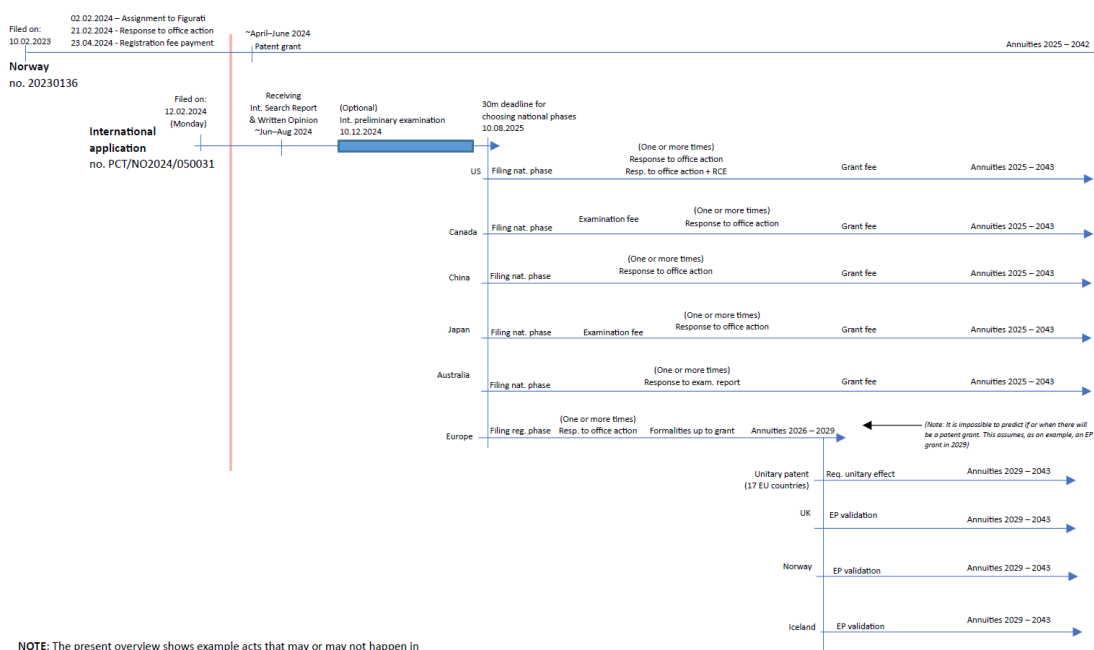 Filed on:
10.02.2023
02.02.2024 – Assignment to Figurati
21.02.2024 - Response to office action
23.04.2024 - Registration fee payment
~April–June 2024
Patent grant
Annuities 2025 – 2042
Norway
no. 20230136
Filed on:
12.02.2024
(Monday)
International
application
no. PCT/NO2024/050031
Receiving
Int. Search Report
& Written Opinion
~Jun–Aug 2024
(Optional)
Int. preliminary examination
10.12.2024
30m deadline for
choosing national phases
10.08.2025
US
Filing nat. phase
(One or more times)
Response to office action
Resp. to office action + RCE
Grant fee
Annuities 2025 – 2043
Canada
Filing nat. phase
Examination fee
(One or more times)
Response to office action
Grant fee
Annuities 2025 – 2043
China
Filing nat. phase
(One or more times)
Response to office action
Grant fee
Annuities 2025 – 2043
Japan
Filing nat. phase
Examination fee
(One or more times)
Response to office action
Grant fee
Annuities 2025 – 2043
Australia
Filing nat. phase
(One or more times)
Response to exam. report
Grant fee
Annuities 2025 – 2043
Europe
Filing reg. phase
(One or more times)
Resp. to office action
Formalities up to grant
Annuities 2026 – 2029
(Note: It is impossible to predict if or when there will
be a patent grant. This assumes, as an example, an EP
grant in 2029)
Unitary patent
(17 EU countries)
Req. unitary effect
Annuities 2029 – 2043
UK
EP validation
Annuities 2029 – 2043
Norway
EP validation
Annuities 2029 – 2043
Iceland
EP validation
Annuities 2029 – 2043
NOTE: The present overview shows example acts that may or may not happen in